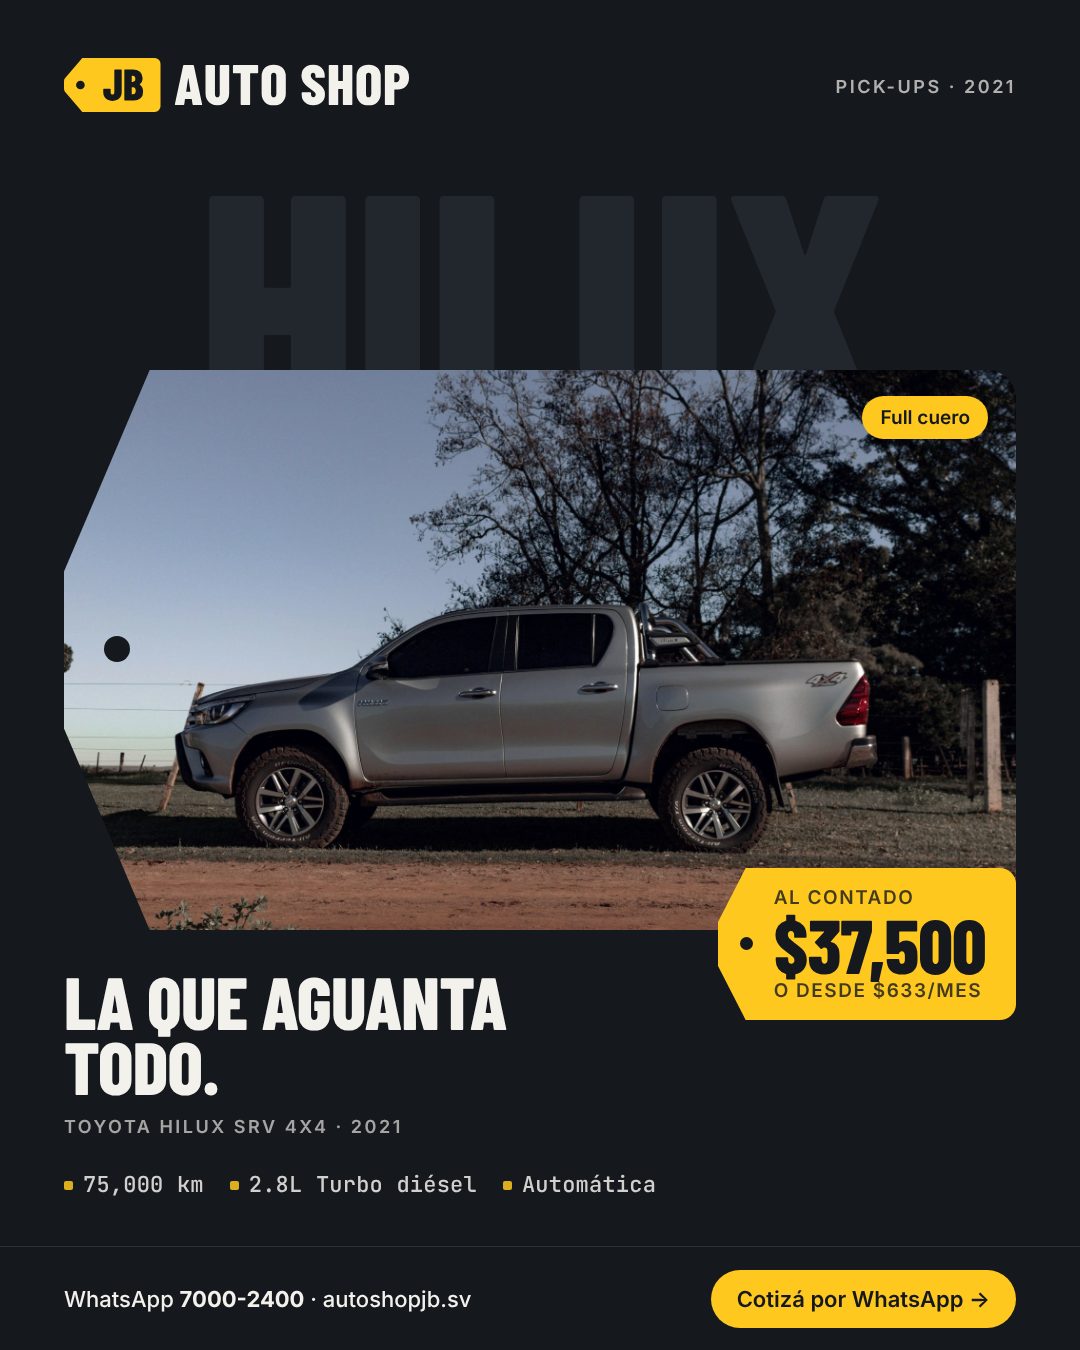 JB AUTO SHOP
PICK-UPS · 2021
HILUX
Full cuero
HILUX
4x4
AL CONTADO
$37,500
O DESDE $633/MES
LA QUE AGUANTA
TODO.
TOYOTA HILUX SRV 4X4 · 2021
75,000 km 2.8L Turbo diésel Automática
WhatsApp 7000-2400 · autoshopjb.sv
Cotizá por WhatsApp →